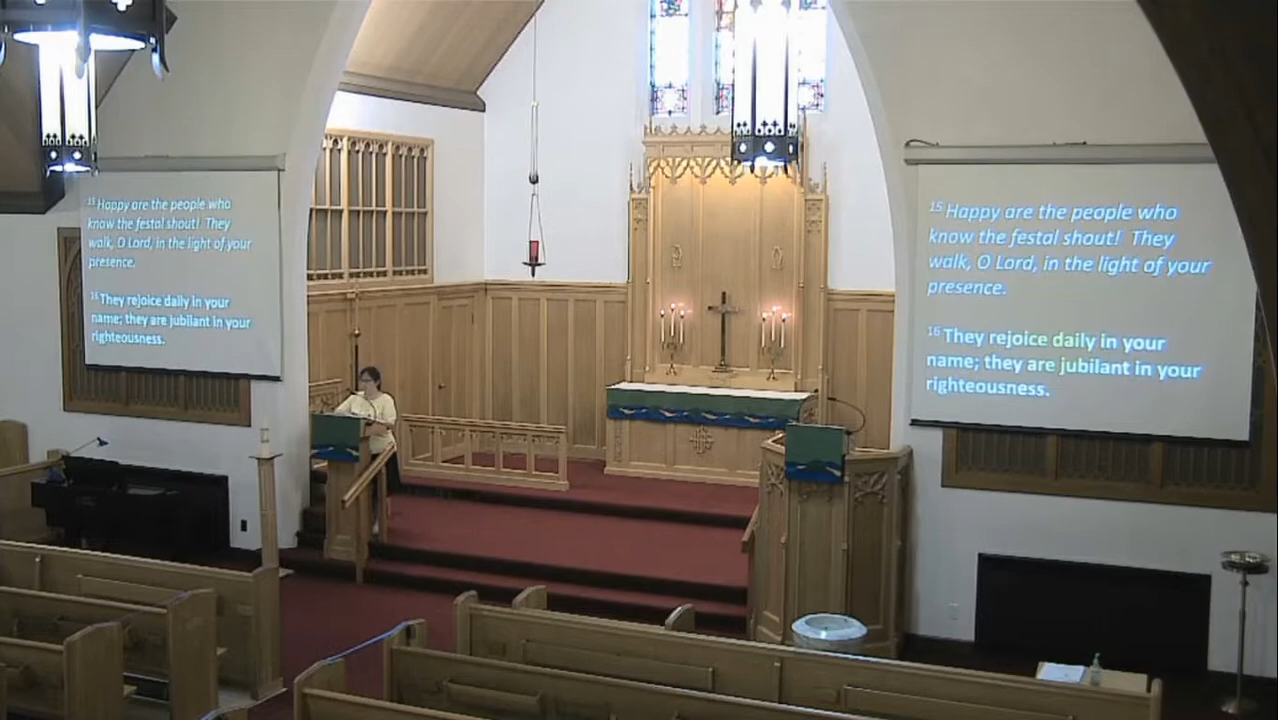 15 Happy are the people who
know the festal shout! They
walk, O Lord, in the light of your
presence.
16 They rejoice daily in your
name; they are jubilant in your
righteousness.
15 Happy are the people who
know the festal shout! They
walk, O Lord, in the light of your
presence.
16 They rejoice daily in your
name; they are jubilant in your
righteousness.